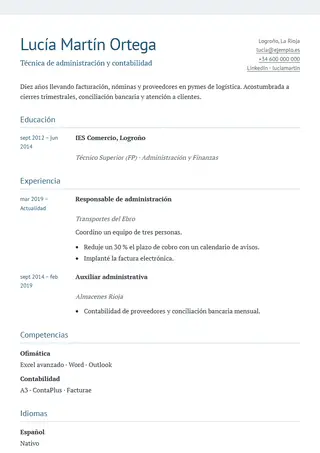 Lucía Martín Ortega
Técnica de administración y contabilidad
Logroño, La Rioja
lucia@ejemplo.es
+34 600 000 000
LinkedIn · luciamartin
Diez años llevando facturación, nóminas y proveedores en pymes de logística. Acostumbrada a
cierres trimestrales, conciliación bancaria y atención a clientes.
Educación
sept 2012 – jun
2014
IES Comercio, Logroño
Técnico Superior (FP) · Administración y Finanzas
Experiencia
mar 2019 –
Actualidad
Responsable de administración
Transportes del Ebro
Coordino un equipo de tres personas.
• Reduje un 30 % el plazo de cobro con un calendario de avisos.
• Implanté la factura electrónica.
sept 2014 – feb
2019
Auxiliar administrativa
Almacenes Rioja
• Contabilidad de proveedores y conciliación bancaria mensual.
Competencias
Ofimática
Excel avanzado · Word · Outlook
Contabilidad
A3 · ContaPlus · Facturae
Idiomas
Español
Nativo